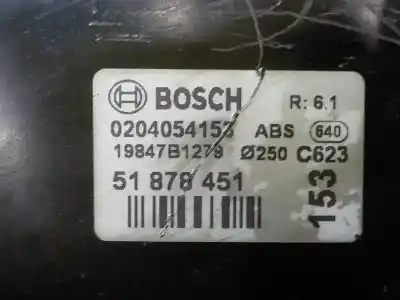 BOSCH R: 6.1
0204054153 ABS 640
19847B1279 Ø250 C623
51 878 451
153